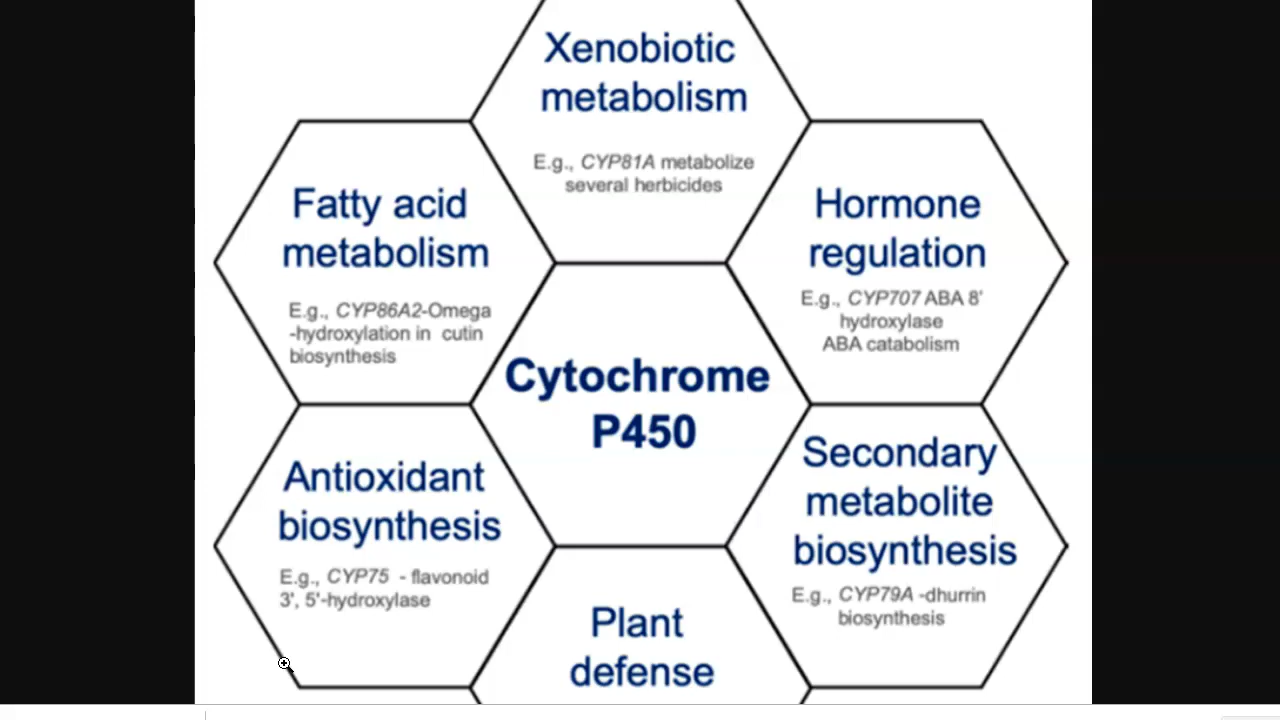 Xenobiotic
metabolism
E.g., CYP81A metabolize
several herbicides
Fatty acid
metabolism
E.g., CYP86A2-Omega
-hydroxylation in cutin
biosynthesis
Hormone
regulation
E.g., CYP707 ABA 8'
hydroxylase
ABA catabolism
Cytochrome
P450
Antioxidant
biosynthesis
E.g., CYP75 - flavonoid
3', 5'-hydroxylase
Secondary
metabolite
biosynthesis
E.g., CYP79A -dhurrin
biosynthesis
Plant
defense